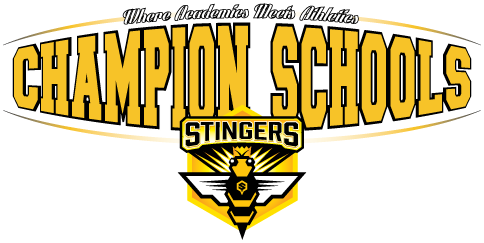 Where Academics Meets Athletics
CHAMPION SCHOOLS
STINGERS
S